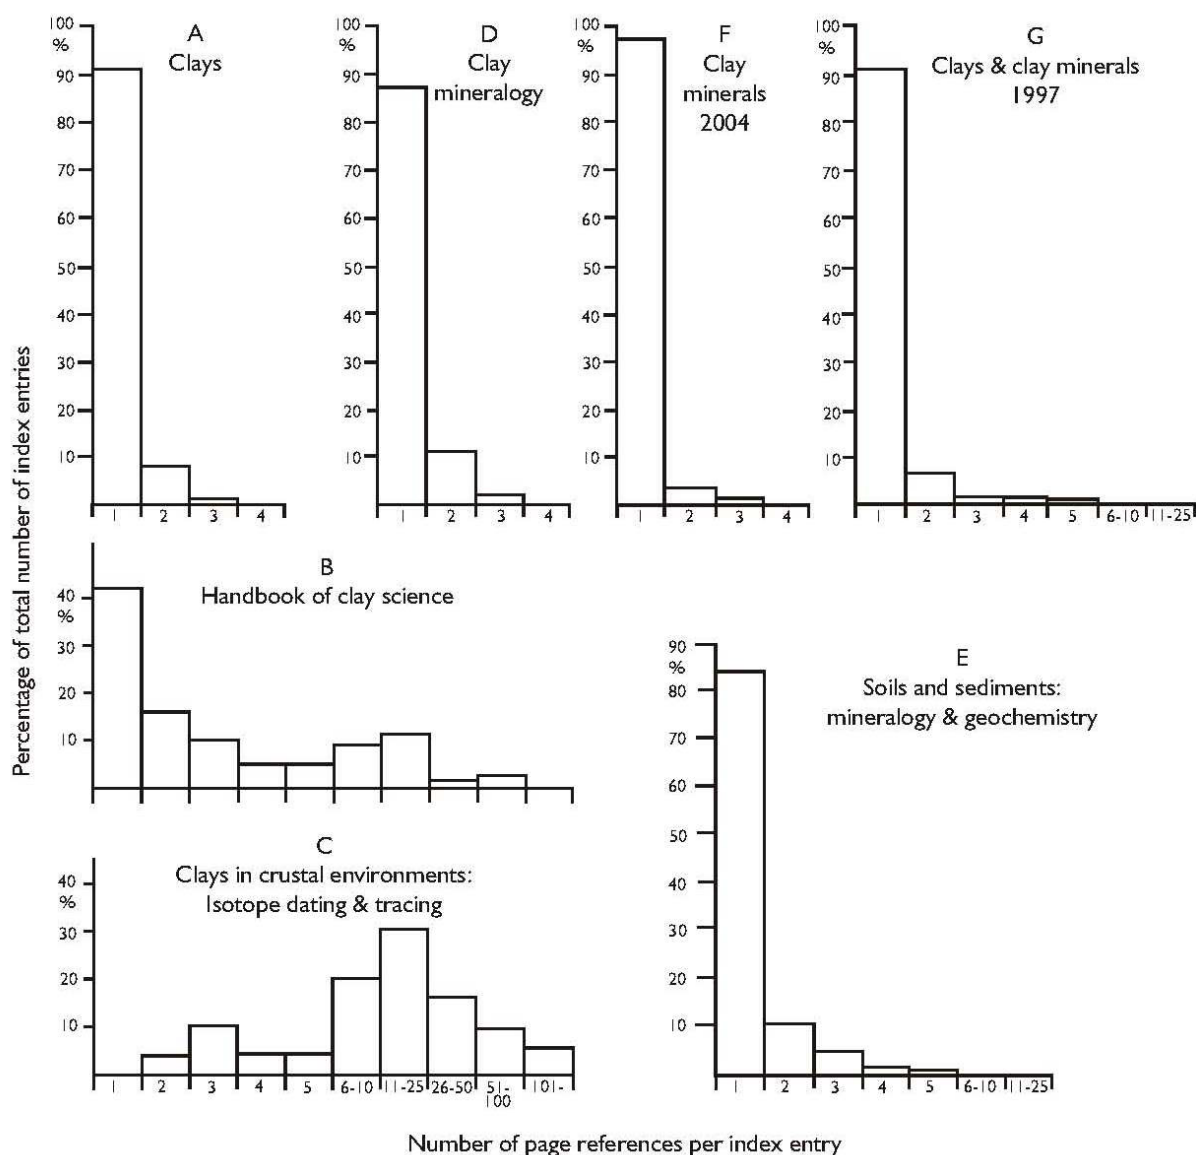 A
Clays
100
%
90
80
70
60
50
40
30
20
10
1 2 3 4
D
Clay
mineralogy
100
%
90
80
70
60
50
40
30
20
10
1 2 3 4
F
Clay
minerals
2004
100
%
90
80
70
60
50
40
30
20
10
1 2 3 4
G
Clays & clay minerals
1997
100
%
90
80
70
60
50
40
30
20
10
1 2 3 4 5 6-10 11-25
Percentage of total number of index entries
B
Handbook of clay science
40
%
30
20
10
C
Clays in crustal environments:
Isotope dating & tracing
40
%
30
20
10
1 2 3 4 5 6-10 11-25 26-50 51- 101-
100
E
Soils and sediments:
mineralogy & geochemistry
90
%
80
70
60
50
40
30
20
10
1 2 3 4 5 6-10 11-25
Number of page references per index entry